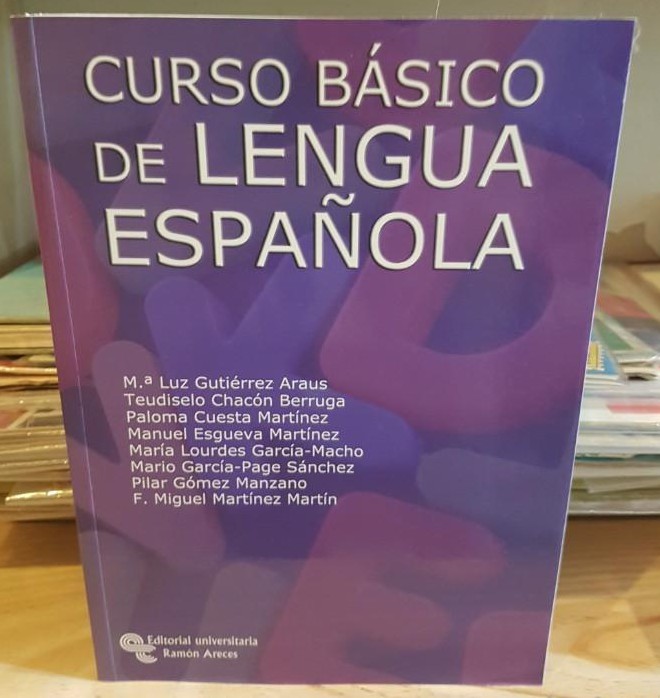 CURSO BÁSICO
DE LENGUA
ESPAÑOLA
M.ª Luz Gutiérrez Araus
Teudiselo Chacón Berruga
Paloma Cuesta Martínez
Manuel Esgueva Martínez
María Lourdes García-Macho
Mario García-Page Sánchez
Pilar Gómez Manzano
F. Miguel Martínez Martín
Editorial universitaria
Ramón Areces